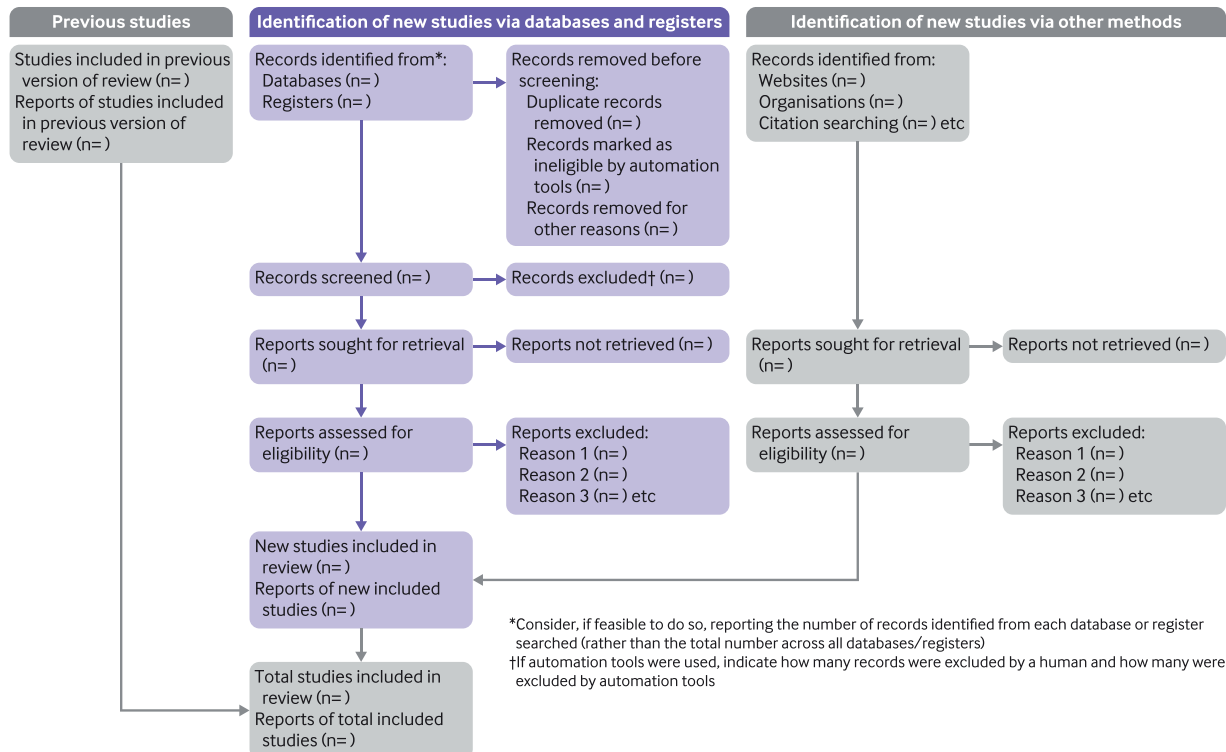 Previous studies
Studies included in previous
version of review (n= )
Reports of studies included
in previous version of
review (n= )
Identification of new studies via databases and registers
Records identified from*:
Databases (n= )
Registers (n= )
Records removed before
screening:
Duplicate records
removed (n= )
Records marked as
ineligible by automation
tools (n= )
Records removed for
other reasons (n= )
Records screened (n= )
Records excluded† (n= )
Reports sought for retrieval
(n= )
Reports not retrieved (n= )
Reports assessed for
eligibility (n= )
Reports excluded:
Reason 1 (n= )
Reason 2 (n= )
Reason 3 (n= ) etc
New studies included in
review (n= )
Reports of new included
studies (n= )
Total studies included in
review (n= )
Reports of total included
studies (n= )
Identification of new studies via other methods
Records identified from:
Websites (n= )
Organisations (n= )
Citation searching (n= ) etc
Reports sought for retrieval
(n= )
Reports not retrieved (n= )
Reports assessed for
eligibility (n= )
Reports excluded:
Reason 1 (n= )
Reason 2 (n= )
Reason 3 (n= ) etc
*Consider, if feasible to do so, reporting the number of records identified from each database or register
searched (rather than the total number across all databases/registers)
†If automation tools were used, indicate how many records were excluded by a human and how many were
excluded by automation tools